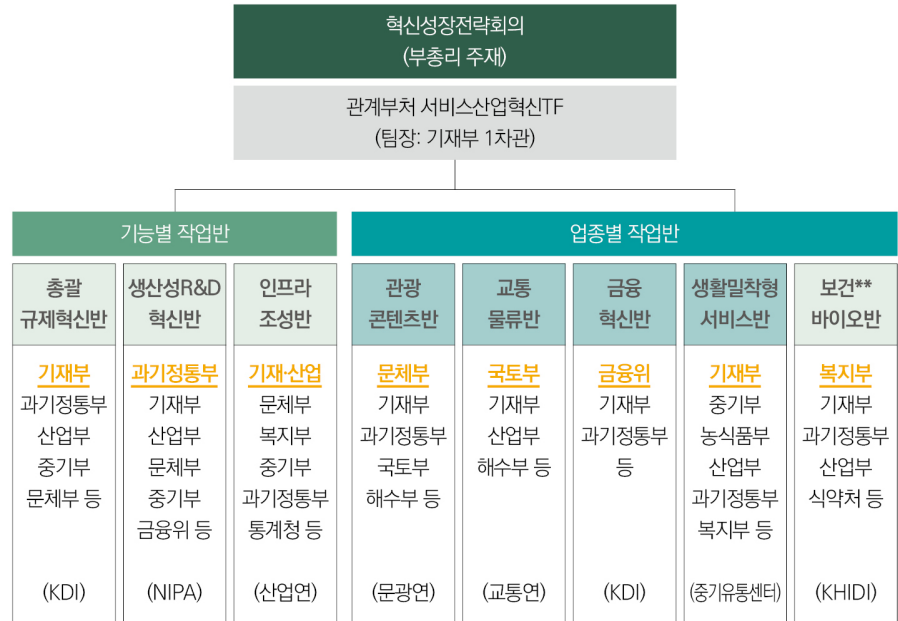 혁신성장전략회의
(부총리 주재)
관계부처 서비스산업혁신TF
(팀장: 기재부 1차관)
기능별 작업반
업종별 작업반
총괄
규제혁신반
생산성R&D
혁신반
인프라
조성반
관광
콘텐츠반
교통
물류반
금융
혁신반
생활밀착형
서비스반
보건**
바이오반
기재부
과기정통부
산업부
중기부
문체부 등
(KDI)
과기정통부
기재부
산업부
문체부
중기부
금융위 등
(NIPA)
기재·산업
문체부
복지부
중기부
과기정통부
통계청 등
(산업연)
문체부
기재부
과기정통부
국토부
해수부 등
(문광연)
국토부
기재부
산업부
해수부 등
(교통연)
금융위
기재부
과기정통부
등
(KDI)
기재부
중기부
농식품부
산업부
과기정통부
복지부 등
(중기유통센터)
복지부
기재부
과기정통부
산업부
식약처 등
(KHIDI)